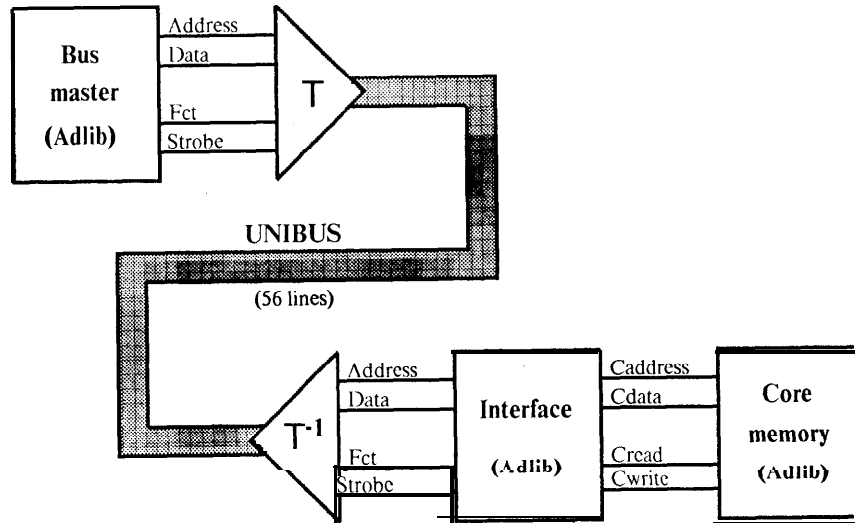 Bus
master
(Adlib)
Address
Data
Fct
Strobe
T
UNIBUS
(56 lines)
T-1
Address
Data
Fct
Strobe
Interface
(Adlib)
Caddress
Cdata
Cread
Cwrite
Core
memory
(Adlib)